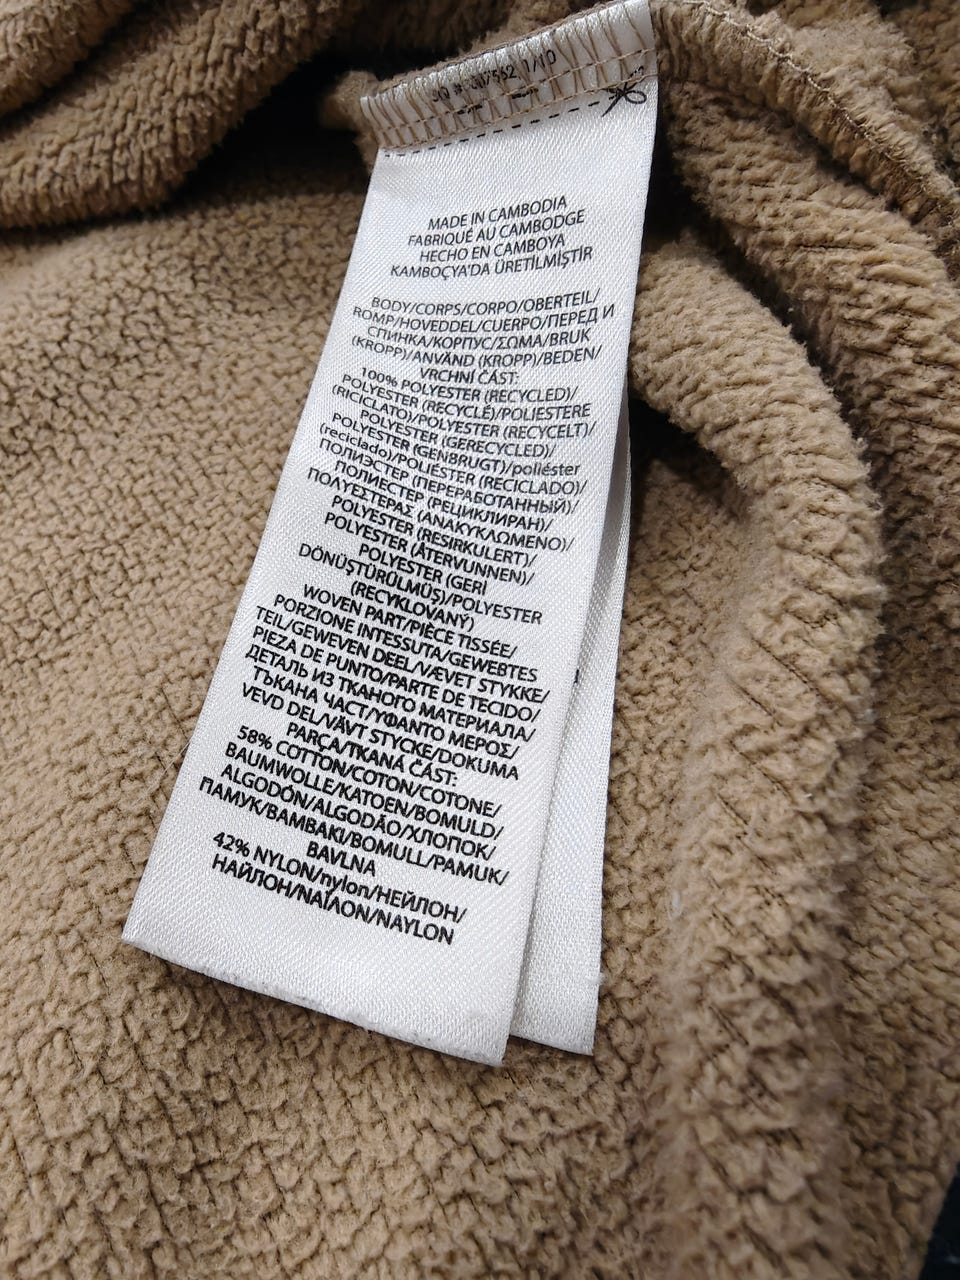 1/10
MADE IN CAMBODIA
FABRIQUÉ AU CAMBODGE
HECHO EN CAMBOYA
KAMBOÇYA'DA ÜRETILMİŞTİR
BODY/CORPS/CORPO/OBERTEIL/
ROMP/HOVEDDEL/CUERPO/ПЕРЕД И
СПИНКА/КОРПУС/ΣΩΜΑ/BRUK
(KROPP)/ANVÄND (KROPP)/BEDEN/
VRCHNÍ ČÁST:
100% POLYESTER (RECYCLED)/
POLYESTER (RECYCLÉ)/POLIESTERE
(RICICLATO)/POLYESTER (RECYCELT)/
POLYESTER (GERECYCLED)/
POLYESTER (GENBRUGT)/poliéster
(reciclado)/POLIÉSTER (RECICLADO)/
ПОЛИЭСТЕР (ПЕРЕРАБОТАННЫЙ)/
ПОЛИЕСТЕР (РЕЦИКЛИРАН)/
ΠΟΛΥΕΣΤΕΡΑΣ (ΑΝΑΚΥΚΛΩΜΕΝΟ)/
POLYESTER (RESIRKULERT)/
POLYESTER (ÅTERVUNNEN)/
POLYESTER (GERI
DÖNÜŞTÜRÜLMÜŞ)/POLYESTER
(RECYKLOVANÝ)
WOVEN PART/PIÈCE TISSÉE/
PORZIONE INTESSUTA/GEWEBTES
TEIL/GEWEVEN DEEL/VÆVET STYKKE/
PIEZA DE PUNTO/PARTE DE TECIDO/
ДЕТАЛЬ ИЗ ТКАНОГО МАТЕРИАЛА/
ТЪКАНА ЧАСТ/ΥΦΑΝΤΟ ΜΕΡΟΣ/
VEVD DEL/VÄVT STYCKE/DOKUMA
PARÇA/TKANÁ ČÁST:
58% COTTON/COTON/COTONE/
BAUMWOLLE/KATOEN/BOMULD/
ALGODÓN/ALGODÃO/ХЛОПОК/
ПАМУК/ΒΑΜΒΑΚΙ/BOMULL/PAMUK/
BAVLNA
42% NYLON/nylon/НЕЙЛОН/
НАЙЛОН/ΝΑΪΛΟΝ/NAYLON